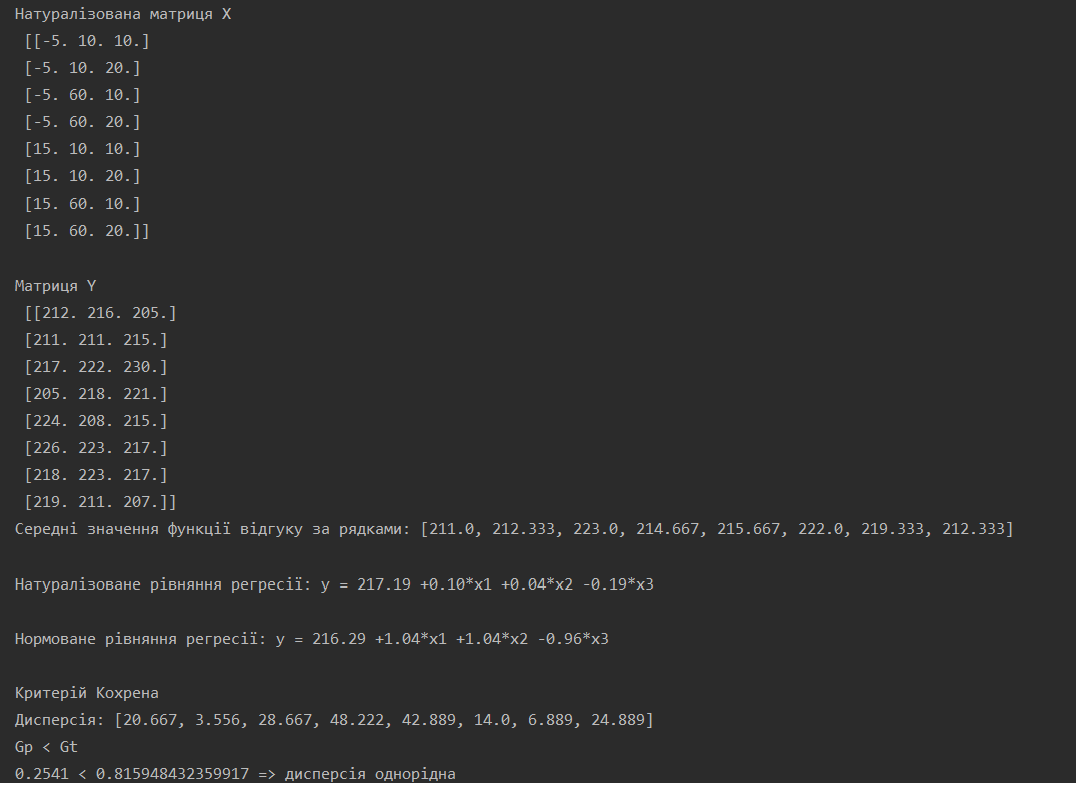 Натуралізована матриця X
[[-5. 10. 10.]
[-5. 10. 20.]
[-5. 60. 10.]
[-5. 60. 20.]
[15. 10. 10.]
[15. 10. 20.]
[15. 60. 10.]
[15. 60. 20.]]
Матриця Y
[[212. 216. 205.]
[211. 211. 215.]
[217. 222. 230.]
[205. 218. 221.]
[224. 208. 215.]
[226. 223. 217.]
[218. 223. 217.]
[219. 211. 207.]]
Середні значення функції відгуку за рядками: [211.0, 212.333, 223.0, 214.667, 215.667, 222.0, 219.333, 212.333]
Натуралізоване рівняння регресії: y = 217.19 +0.10*x1 +0.04*x2 -0.19*x3
Нормоване рівняння регресії: y = 216.29 +1.04*x1 +1.04*x2 -0.96*x3
Критерій Кохрена
Дисперсія: [20.667, 3.556, 28.667, 48.222, 42.889, 14.0, 6.889, 24.889]
Gp < Gt
0.2541 < 0.815948432359917 => дисперсія однорідна